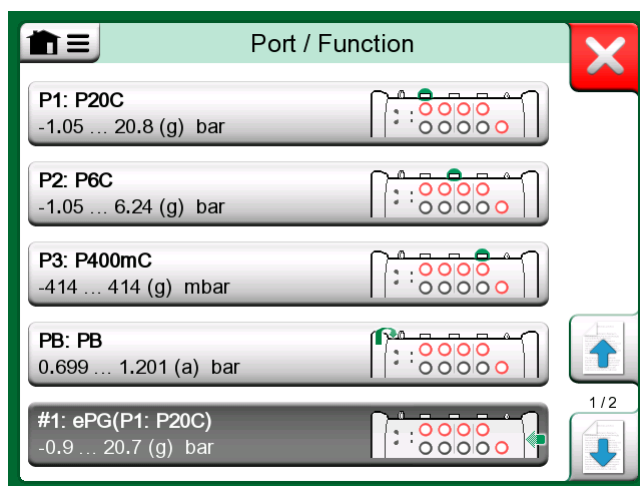 Port / Function
P1: P20C
-1.05 ... 20.8 (g) bar
P2: P6C
-1.05 ... 6.24 (g) bar
P3: P400mC
-414 ... 414 (g) mbar
PB: PB
0.699 ... 1.201 (a) bar
1 / 2
#1: ePG(P1: P20C)
-0.9 ... 20.7 (g) bar